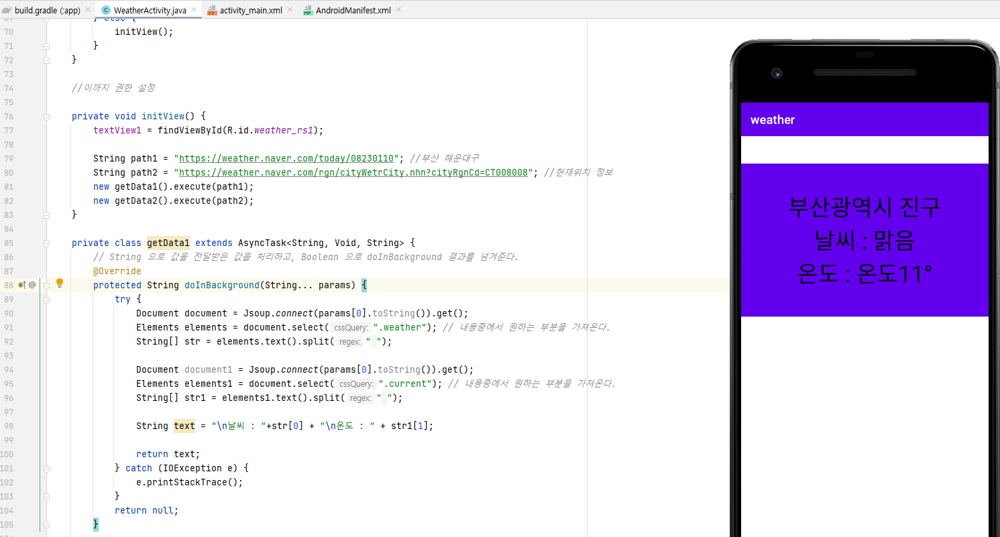 build.gradle (:app)
WeatherActivity.java
activity_main.xml
AndroidManifest.xml
69 } else {
70 initView();
71 }
72 }
73
74 //이까지 권한 설정
75
76 private void initView() {
77 textView1 = findViewById(R.id.weather_rs1);
78
79 String path1 = "https://weather.naver.com/today/08230110"; //부산 해운대구
80 String path2 = "https://weather.naver.com/rgn/cityWetrCity.nhn?cityRgnCd=CT008008"; //현재위치 정보
81 new getData1().execute(path1);
82 new getData2().execute(path2);
83 }
84
85 private class getData1 extends AsyncTask<String, Void, String> {
86 // String 으로 값을 전달받은 값을 처리하고, Boolean 으로 doInBackground 결과를 넘겨준다.
87 @Override
88 @ protected String doInBackground(String... params) {
89 try {
90 Document document = Jsoup.connect(params[0].toString()).get();
91 Elements elements = document.select( cssQuery: ".weather"); // 내용중에서 원하는 부분을 가져온다.
92 String[] str = elements.text().split( regex: " ");
93
94 Document document1 = Jsoup.connect(params[0].toString()).get();
95 Elements elements1 = document.select( cssQuery: ".current"); // 내용중에서 원하는 부분을 가져온다.
96 String[] str1 = elements1.text().split( regex: " ");
97
98 String text = "\n날씨 : "+str[0] + "\n온도 : " + str1[1];
99
100 return text;
101 } catch (IOException e) {
102 e.printStackTrace();
103 }
104 return null;
105 }
weather
부산광역시 진구
날씨 : 맑음
온도 : 온도11°